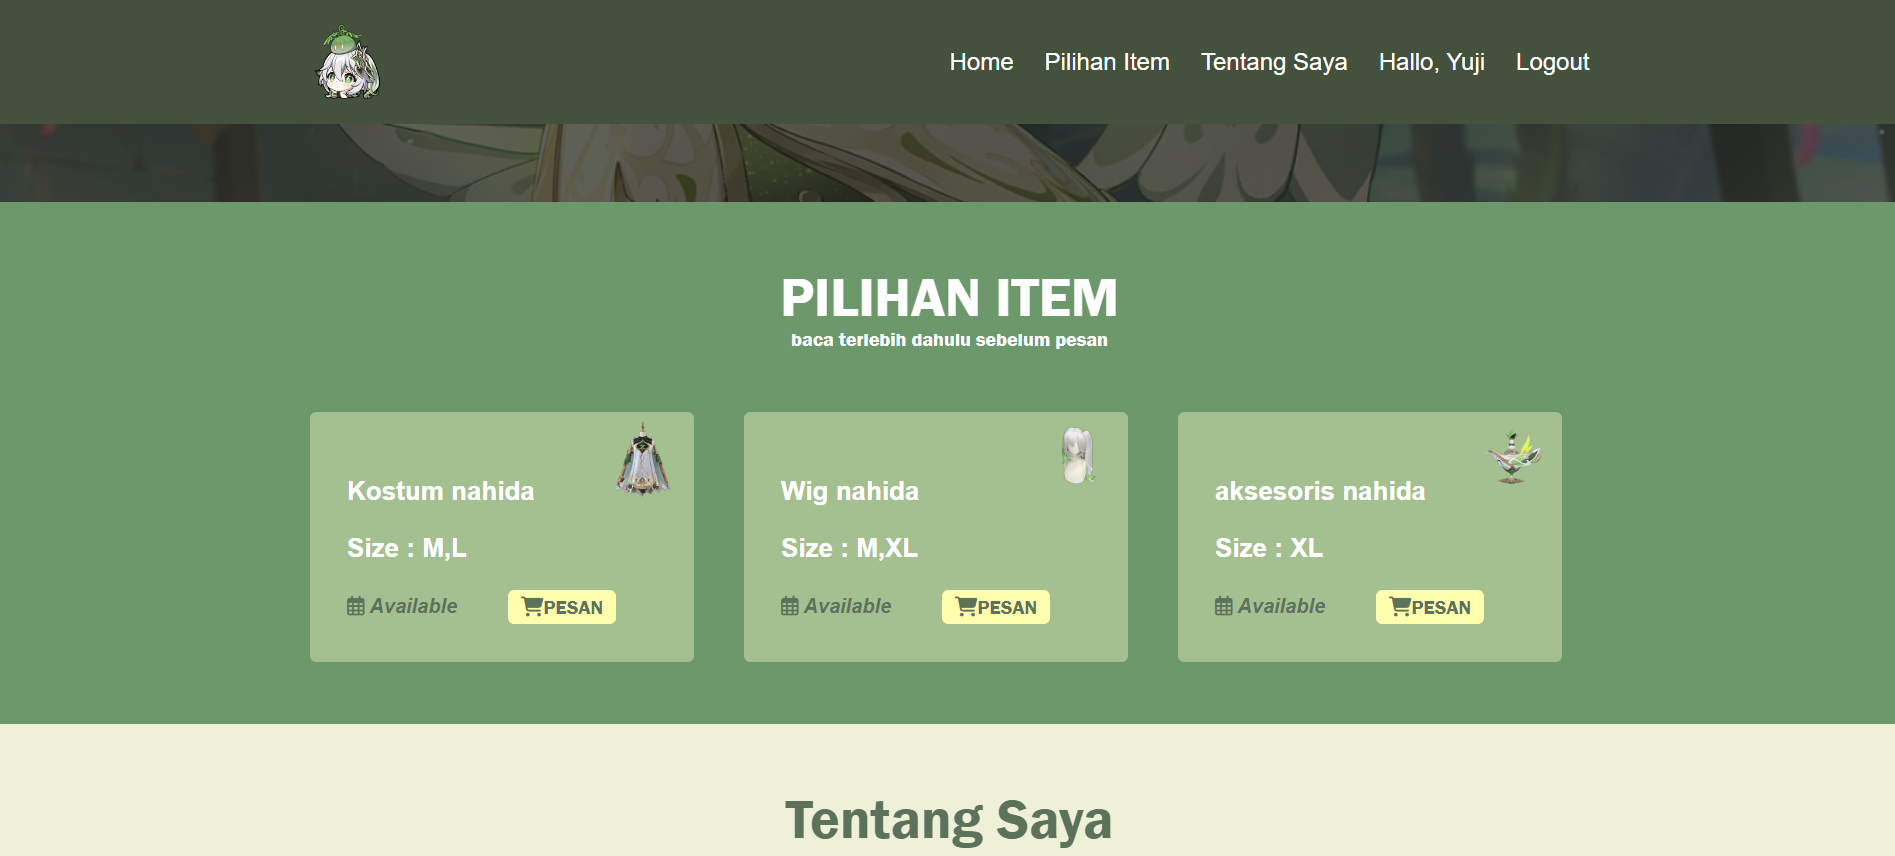 Home Pilihan Item Tentang Saya Hallo, Yuji Logout
PILIHAN ITEM
baca terlebih dahulu sebelum pesan
Kostum nahida
Size : M,L
Available PESAN
Wig nahida
Size : M,XL
Available PESAN
aksesoris nahida
Size : XL
Available PESAN
Tentang Saya